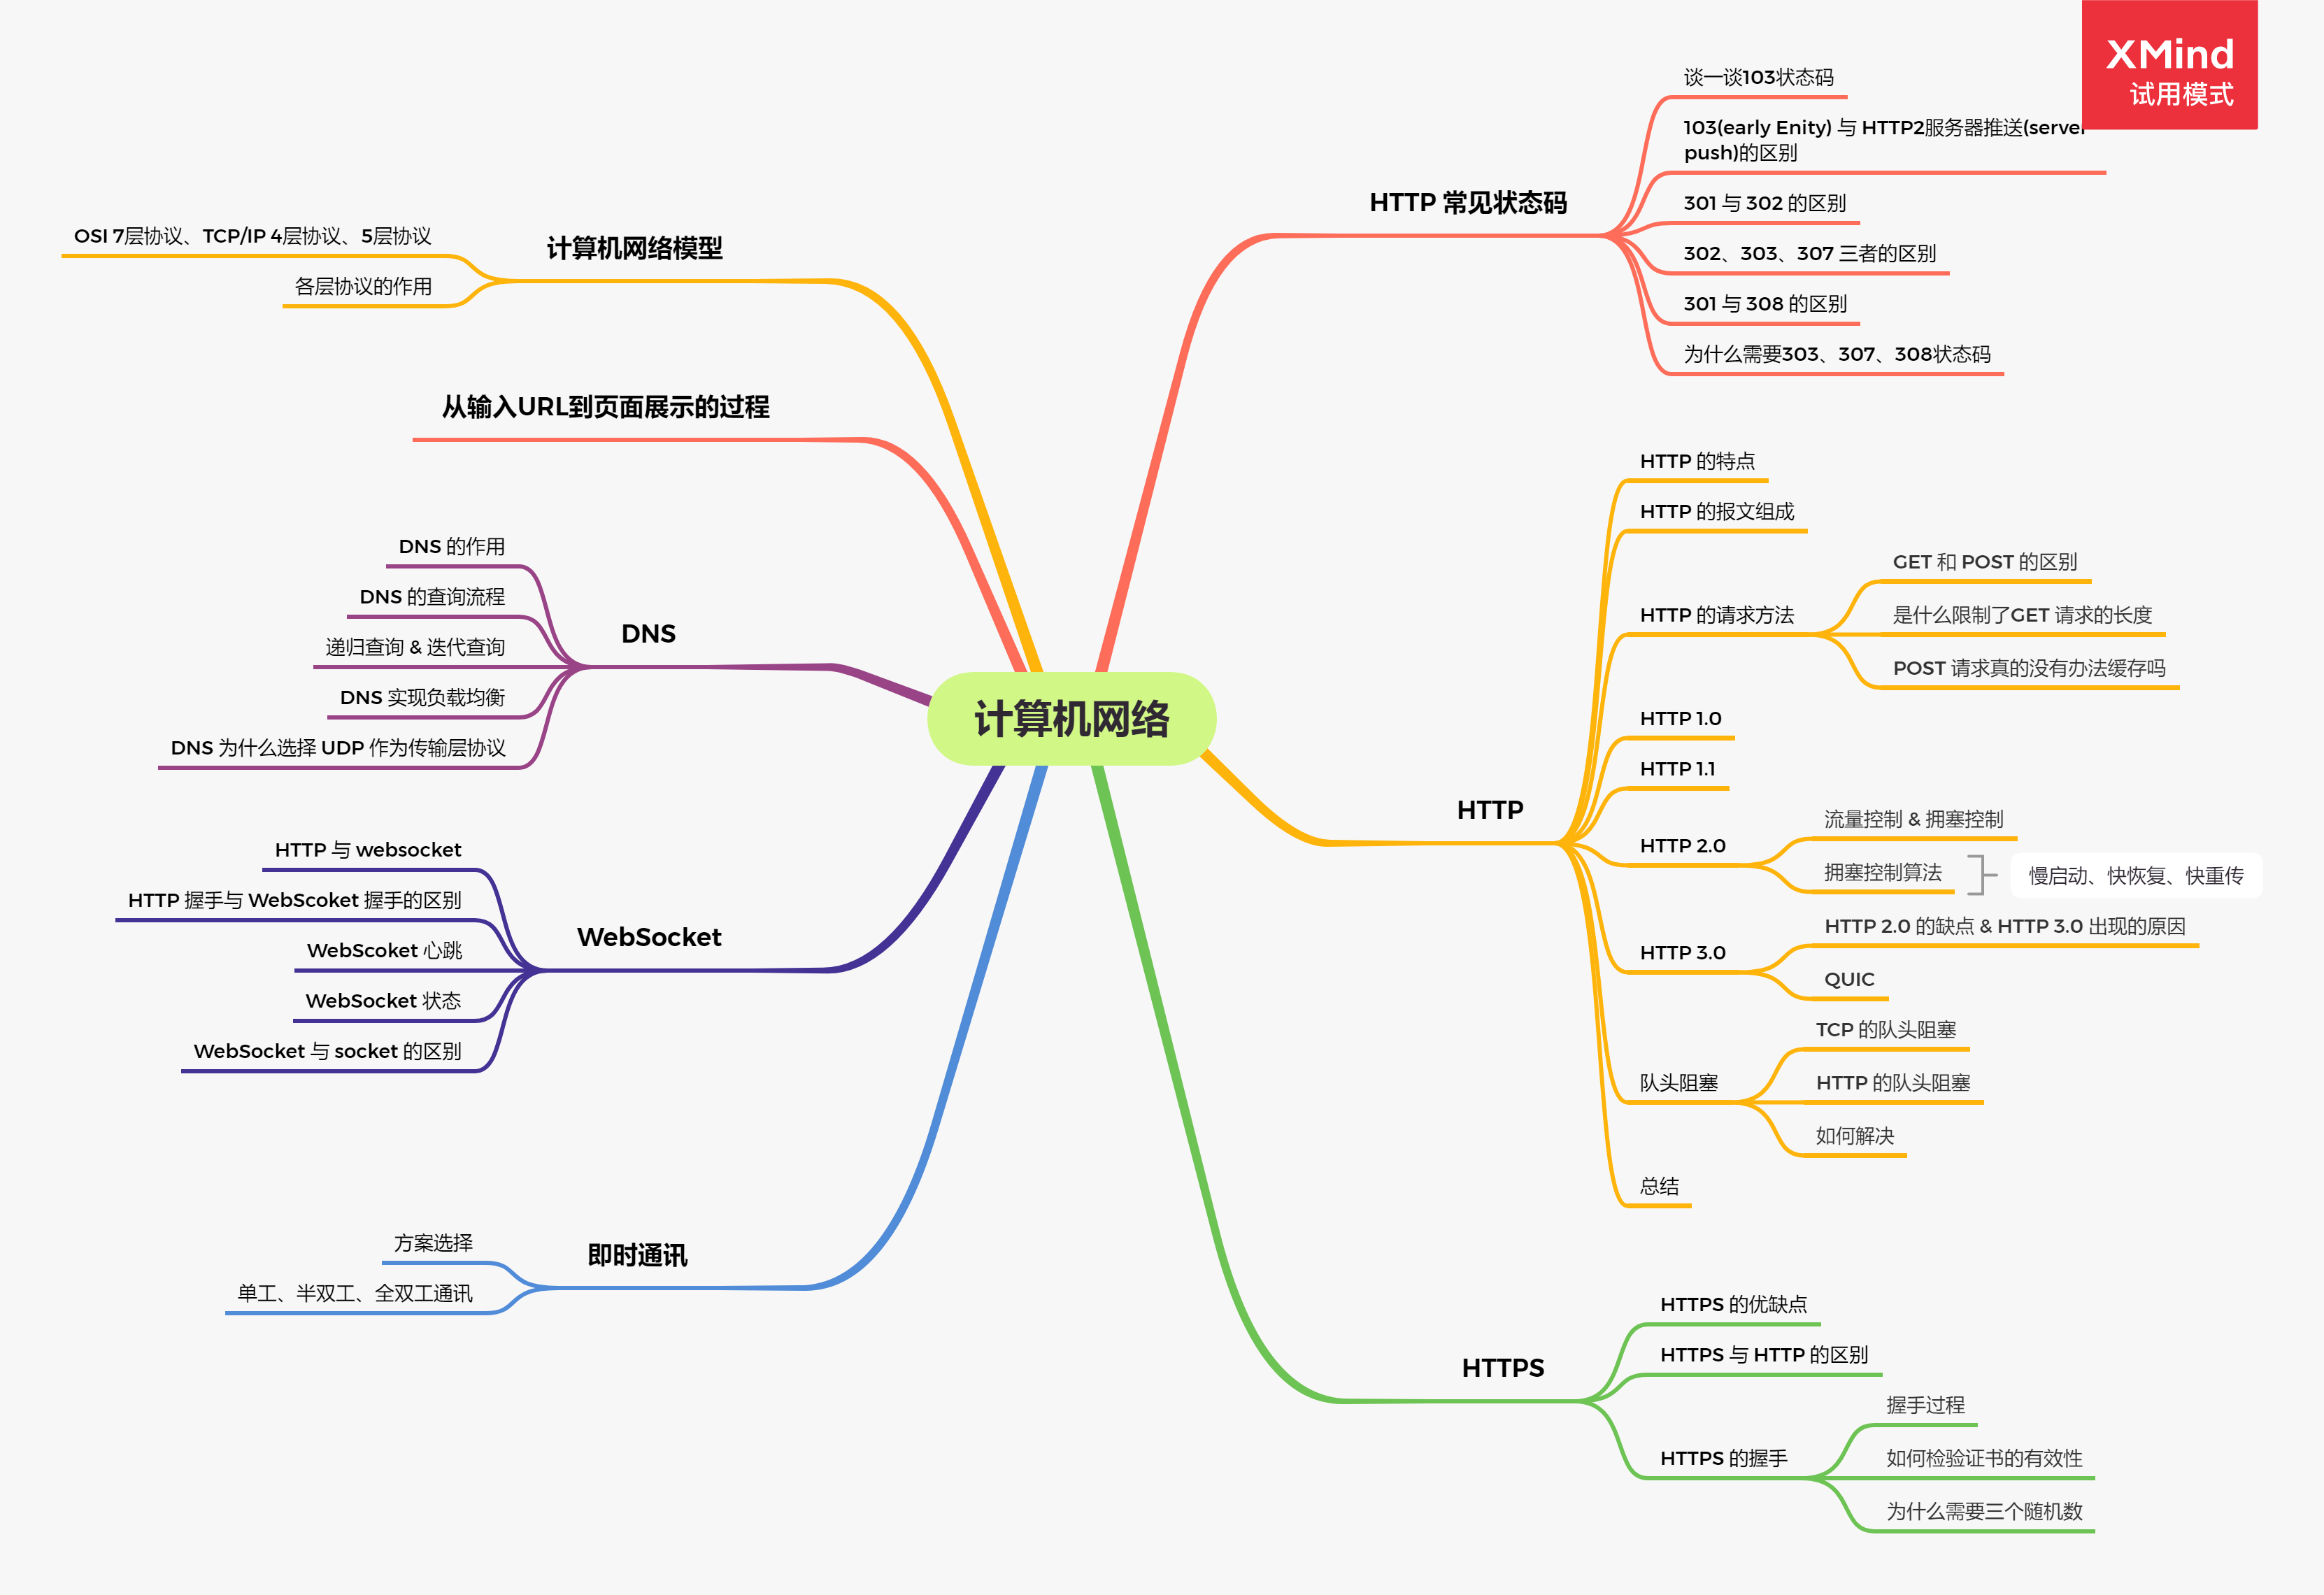 XMind
试用模式
计算机网络
HTTP 常见状态码
谈一谈103状态码
103(early Enity) 与 HTTP2服务器推送(server
push)的区别
301 与 302 的区别
302、303、307 三者的区别
301 与 308 的区别
为什么需要303、307、308状态码
HTTP
HTTP 的特点
HTTP 的报文组成
HTTP 的请求方法
GET 和 POST 的区别
是什么限制了GET 请求的长度
POST 请求真的没有办法缓存吗
HTTP 1.0
HTTP 1.1
HTTP 2.0
流量控制 & 拥塞控制
拥塞控制算法
慢启动、快恢复、快重传
HTTP 3.0
HTTP 2.0 的缺点 & HTTP 3.0 出现的原因
QUIC
队头阻塞
TCP 的队头阻塞
HTTP 的队头阻塞
如何解决
总结
HTTPS
HTTPS 的优缺点
HTTPS 与 HTTP 的区别
HTTPS 的握手
握手过程
如何检验证书的有效性
为什么需要三个随机数
计算机网络模型
OSI 7层协议、TCP/IP 4层协议、5层协议
各层协议的作用
从输入URL到页面展示的过程
DNS
DNS 的作用
DNS 的查询流程
递归查询 & 迭代查询
DNS 实现负载均衡
DNS 为什么选择 UDP 作为传输层协议
WebSocket
HTTP 与 websocket
HTTP 握手与 WebScoket 握手的区别
WebScoket 心跳
WebSocket 状态
WebSocket 与 socket 的区别
即时通讯
方案选择
单工、半双工、全双工通讯